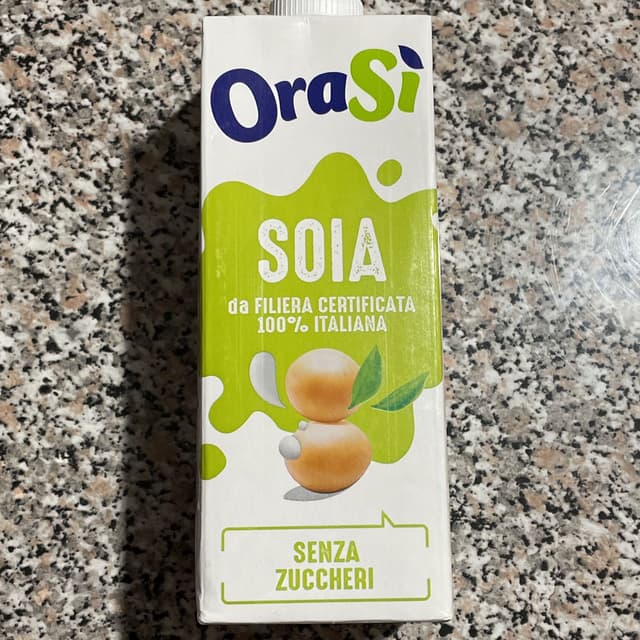 OraSì
SOIA
da FILIERA CERTIFICATA
100% ITALIANA
SENZA
ZUCCHERI